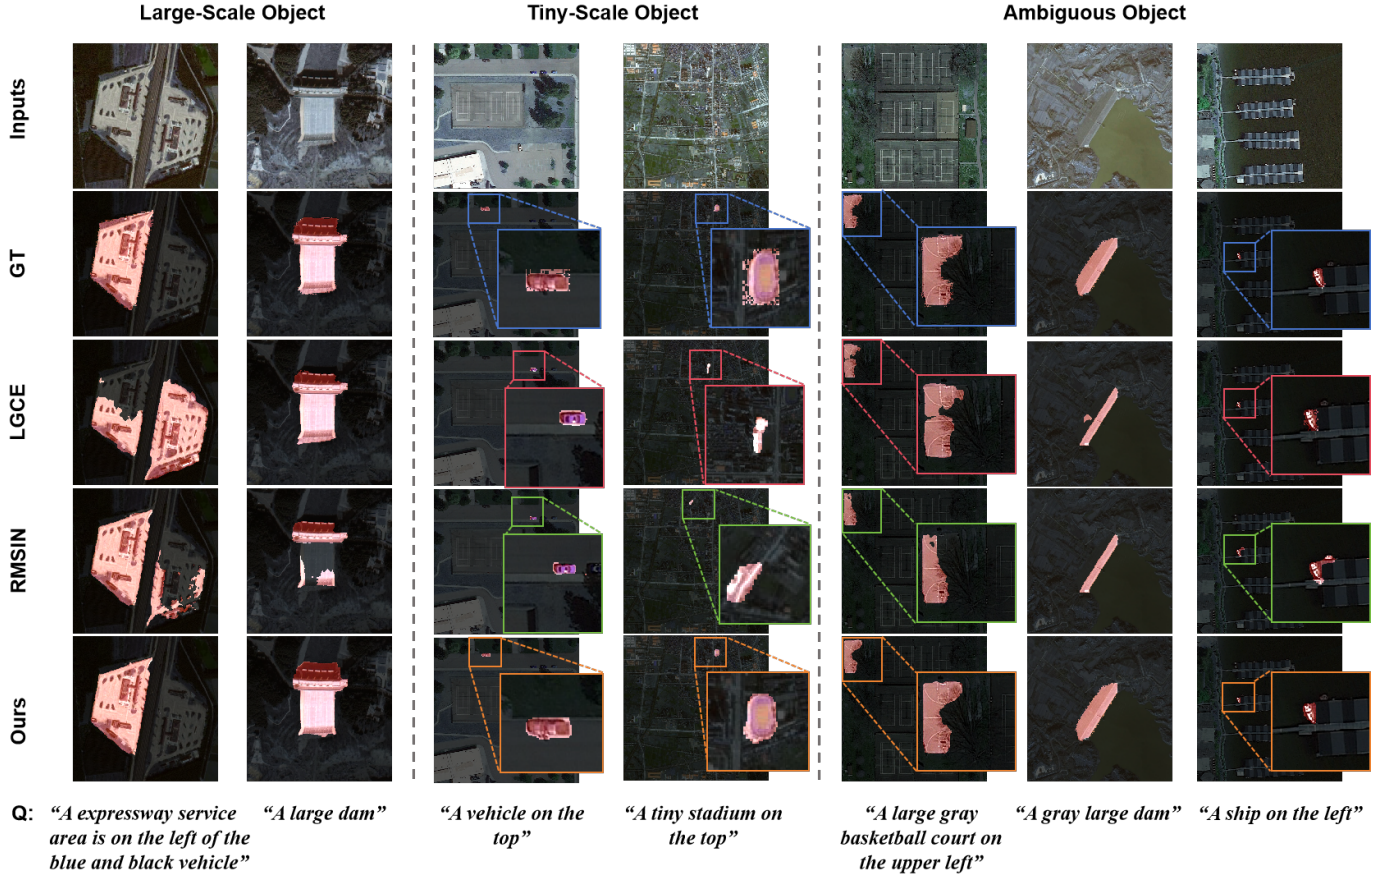 Large-Scale Object
Tiny-Scale Object
Ambiguous Object
Inputs
GT
LGCE
RMSIN
Ours
Q:
“A expressway service
area is on the left of the
blue and black vehicle”
“A large dam”
“A vehicle on the
top”
“A tiny stadium on
the top”
“A large gray
basketball court on
the upper left”
“A gray large dam”
“A ship on the left”